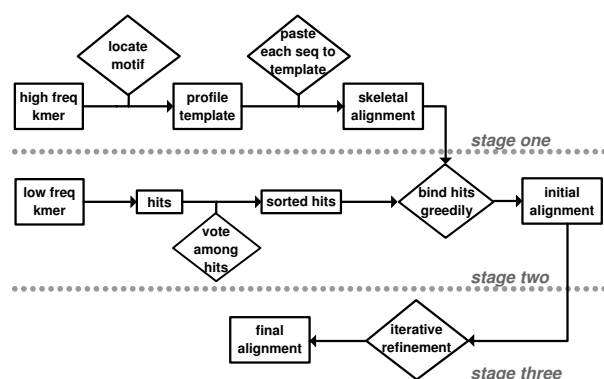 locate
motif
paste
each seq to
template
high freq
kmer
profile
template
skeletal
alignment
stage one
low freq
kmer
hits
vote
among
hits
sorted hits
bind hits
greedily
initial
alignment
stage two
final
alignment
iterative
refinement
stage three